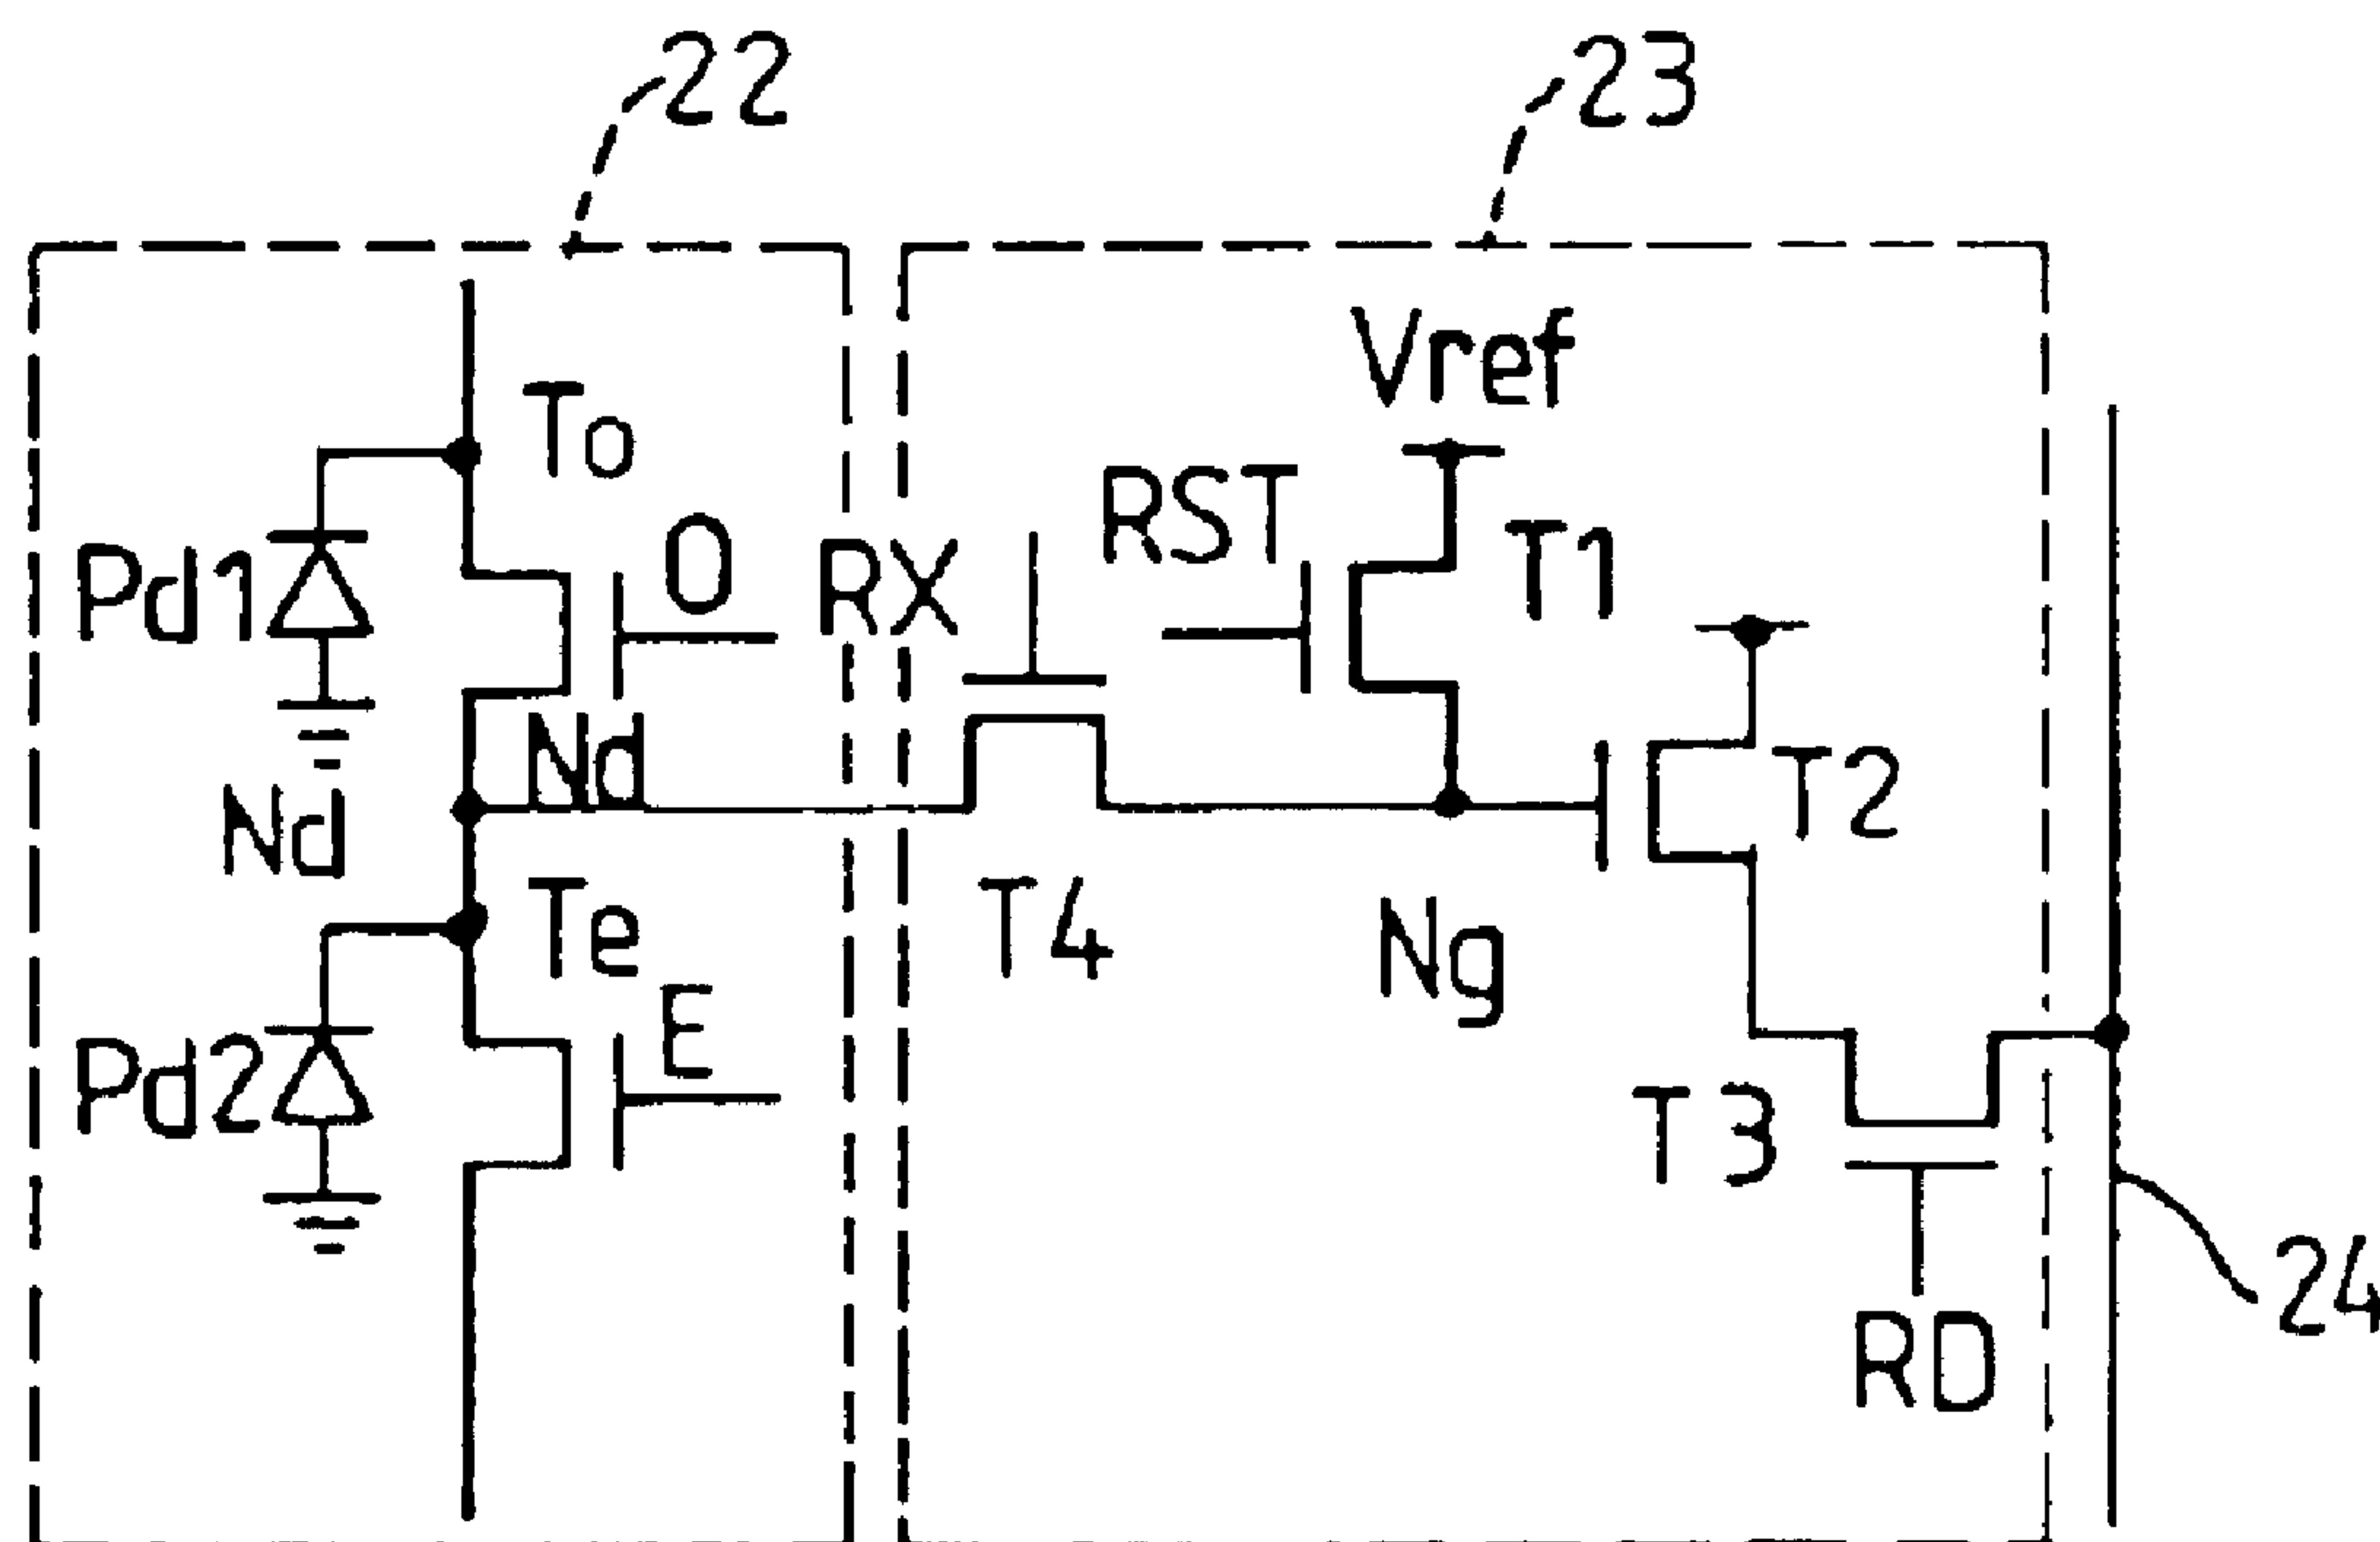 22
23
Vref
To
RST
O
RX
T1
Pd1
Nd
T2
Nd
Te
T4
Ng
E
Pd2
T3
24
RD